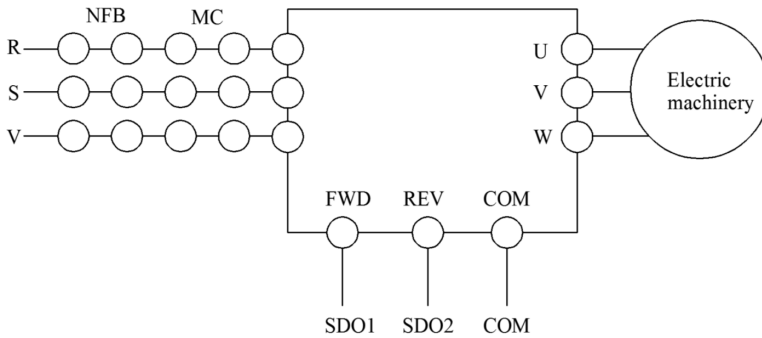 NFB MC
R
S
V
U
V
W
Electric
machinery
FWD REV COM
SDO1 SDO2 COM